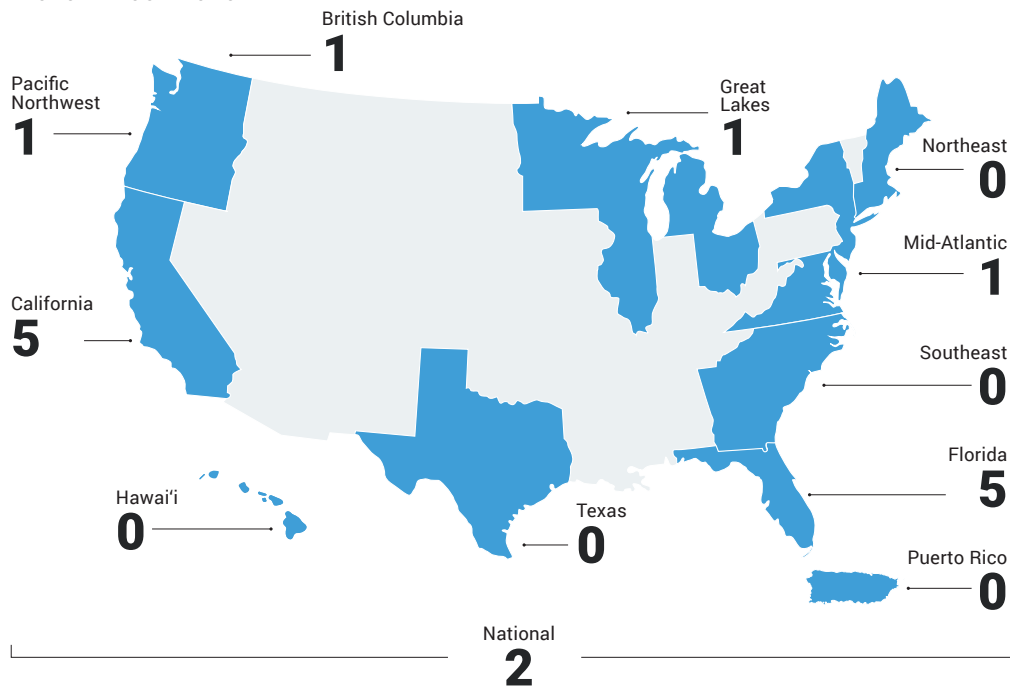 British Columbia
1
Pacific
Northwest
1
Great
Lakes
1
Northeast
0
Mid-Atlantic
1
California
5
Southeast
0
Florida
5
Hawai‘i
0
Texas
0
Puerto Rico
0
National
2